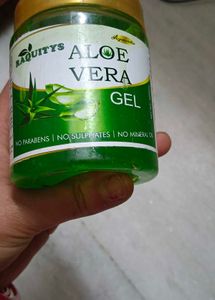 RAQUITYS
ALOE
VERA
GEL
NO PARABENS | NO SULPHATES | NO MINERAL OIL